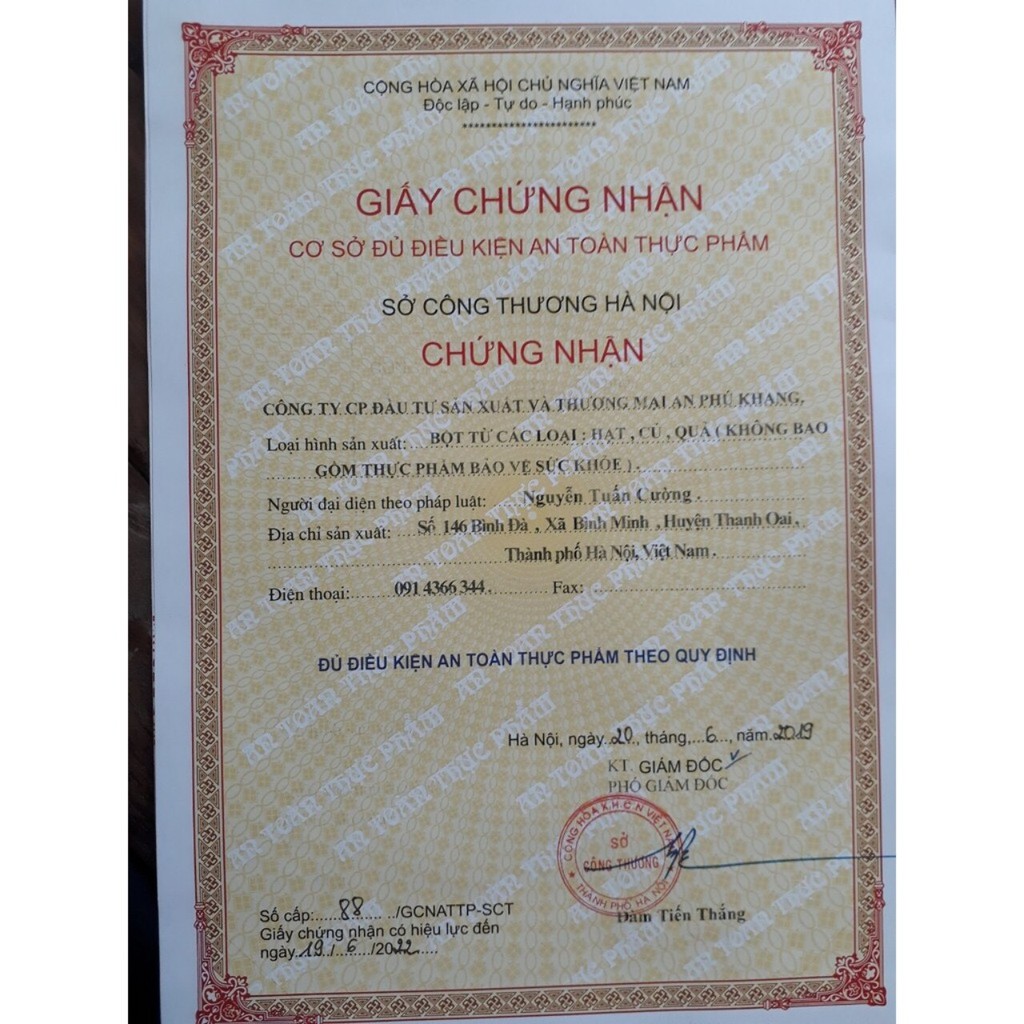 CỘNG HÒA XÃ HỘI CHỦ NGHĨA VIỆT NAM
Độc lập - Tự do - Hạnh phúc
***********************
GIẤY CHỨNG NHẬN
CƠ SỞ ĐỦ ĐIỀU KIỆN AN TOÀN THỰC PHẨM
SỞ CÔNG THƯƠNG HÀ NỘI
CHỨNG NHẬN
CÔNG TY CP ĐẦU TƯ SẢN XUẤT VÀ THƯƠNG MẠI AN PHÚ KHANG.
Loại hình sản xuất: BỘT TỪ CÁC LOẠI : HẠT , CỦ , QUẢ ( KHÔNG BAO
GỒM THỰC PHẨM BẢO VỆ SỨC KHỎE ) .
Người đại diện theo pháp luật: Nguyễn Tuấn Cường .
Địa chỉ sản xuất: Số 146 Bình Đà , Xã Bình Minh , Huyện Thanh Oai ,
Thành phố Hà Nội, Việt Nam .
Điện thoại: 091 4366 344 . Fax:
ĐỦ ĐIỀU KIỆN AN TOÀN THỰC PHẨM THEO QUY ĐỊNH
Hà Nội, ngày 20, tháng 6, năm 2019
KT. GIÁM ĐỐC
PHÓ GIÁM ĐỐC
CỘNG HÒA X.H.C.N VIỆT NAM
SỞ
CÔNG THƯƠNG
THÀNH PHỐ HÀ NỘI
Đàm Tiến Thắng
Số cấp: 88 /GCNATTP-SCT
Giấy chứng nhận có hiệu lực đến
ngày 19/6/2022